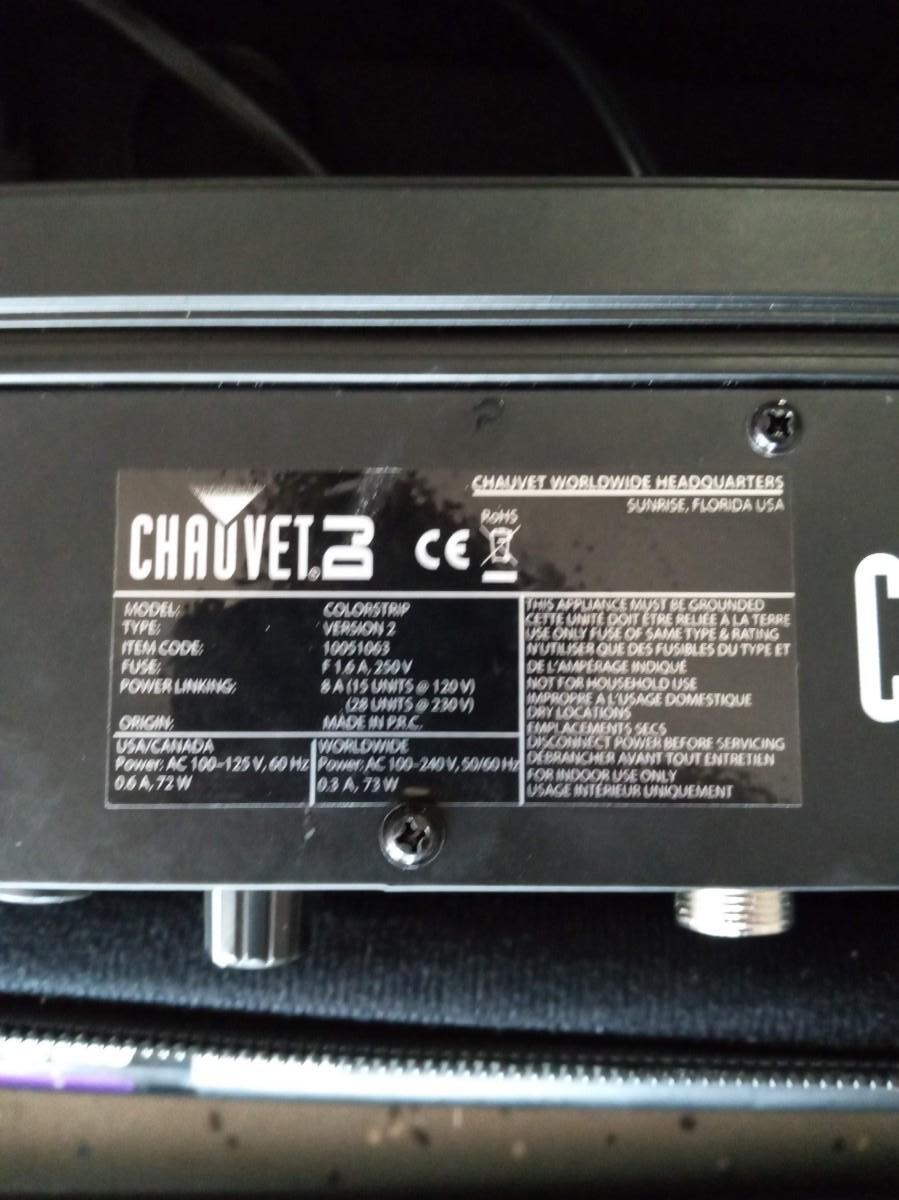 CHAUVET® DJ
CE
RoHS
CHAUVET WORLDWIDE HEADQUARTERS
SUNRISE, FLORIDA USA
MODEL: COLORSTRIP
TYPE: VERSION 2
ITEM CODE: 10051063
FUSE: F 1.6 A, 250 V
POWER LINKING: 8 A (15 UNITS @ 120 V)
(28 UNITS @ 230 V)
ORIGIN: MADE IN P.R.C.
USA/CANADA
Power: AC 100-125 V, 60 Hz
0.6 A, 72 W
WORLDWIDE
Power: AC 100-240 V, 50/60 Hz
0.3 A, 73 W
THIS APPLIANCE MUST BE GROUNDED
CETTE UNITÉ DOIT ÊTRE RELIÉE À LA TERRE
USE ONLY FUSE OF SAME TYPE & RATING
N'UTILISER QUE DES FUSIBLES DU TYPE ET
DE L'AMPÉRAGE INDIQUÉ
NOT FOR HOUSEHOLD USE
IMPROPRE À L'USAGE DOMESTIQUE
DRY LOCATIONS
EMPLACEMENTS SECS
DISCONNECT POWER BEFORE SERVICING
DÉBRANCHER AVANT TOUT ENTRETIEN
FOR INDOOR USE ONLY
USAGE INTÉRIEUR UNIQUEMENT
C